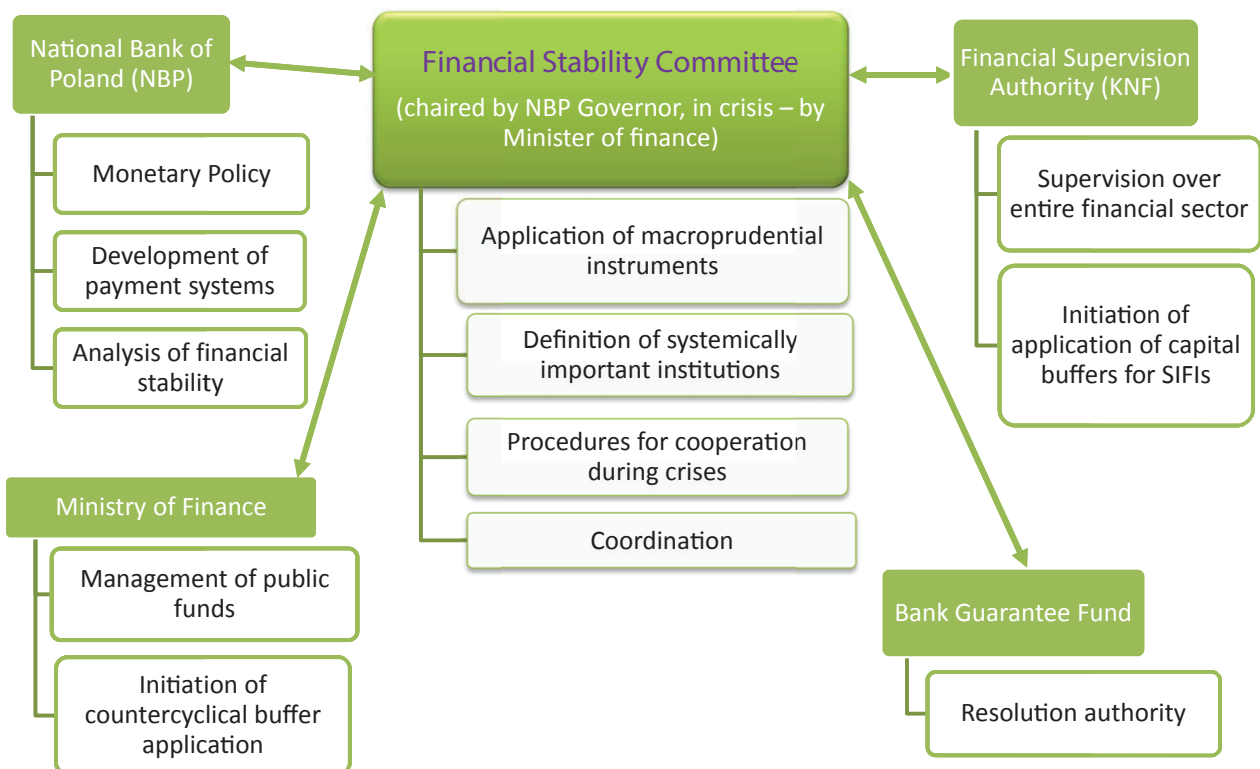 National Bank of
Poland (NBP)
Monetary Policy
Development of
payment systems
Analysis of financial
stability
Financial Stability Committee
(chaired by NBP Governor, in crisis – by
Minister of finance)
Application of macroprudential
instruments
Definition of systemically
important institutions
Procedures for cooperation
during crises
Coordination
Financial Supervision
Authority (KNF)
Supervision over
entire financial sector
Initiation of
application of capital
buffers for SIFIs
Ministry of Finance
Management of public
funds
Initiation of
countercyclical buffer
application
Bank Guarantee Fund
Resolution authority